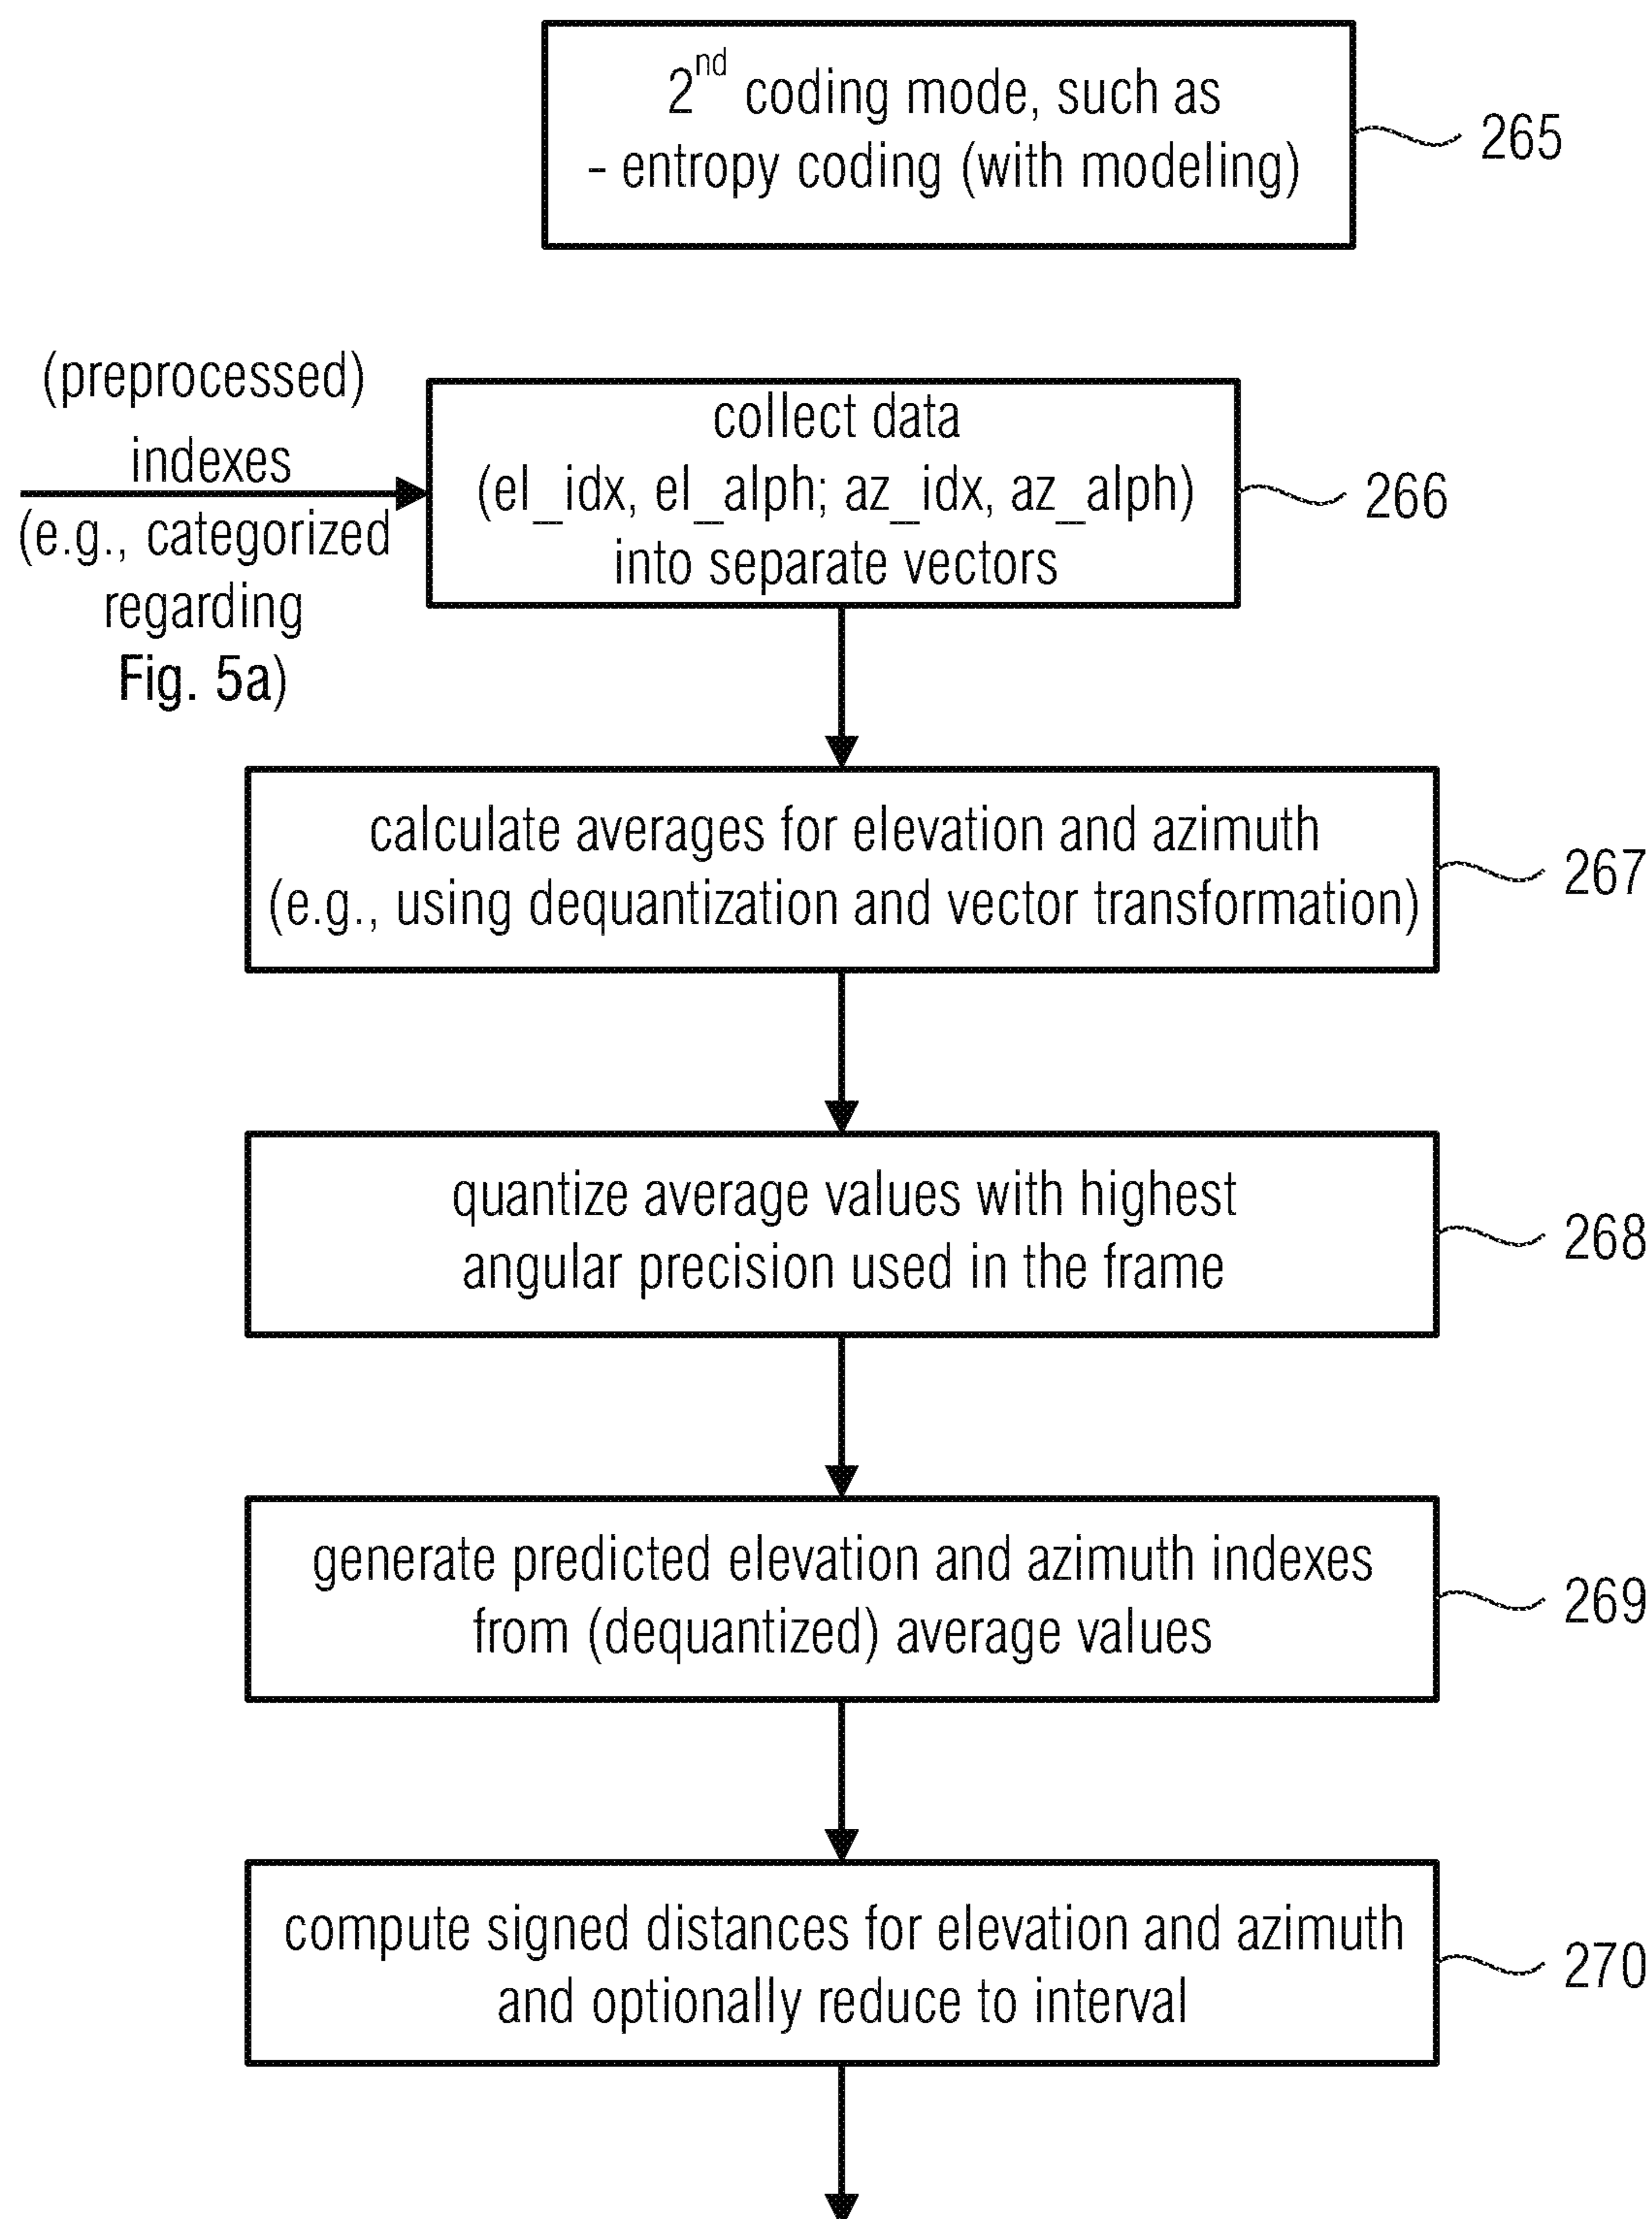 2nd coding mode, such as
- entropy coding (with modeling)
265
(preprocessed)
indexes
(e.g., categorized
regarding
Fig. 5a)
collect data
(el_idx, el_alph; az_idx, az_alph)
into separate vectors
266
calculate averages for elevation and azimuth
(e.g., using dequantization and vector transformation)
267
quantize average values with highest
angular precision used in the frame
268
generate predicted elevation and azimuth indexes
from (dequantized) average values
269
compute signed distances for elevation and azimuth
and optionally reduce to interval
270